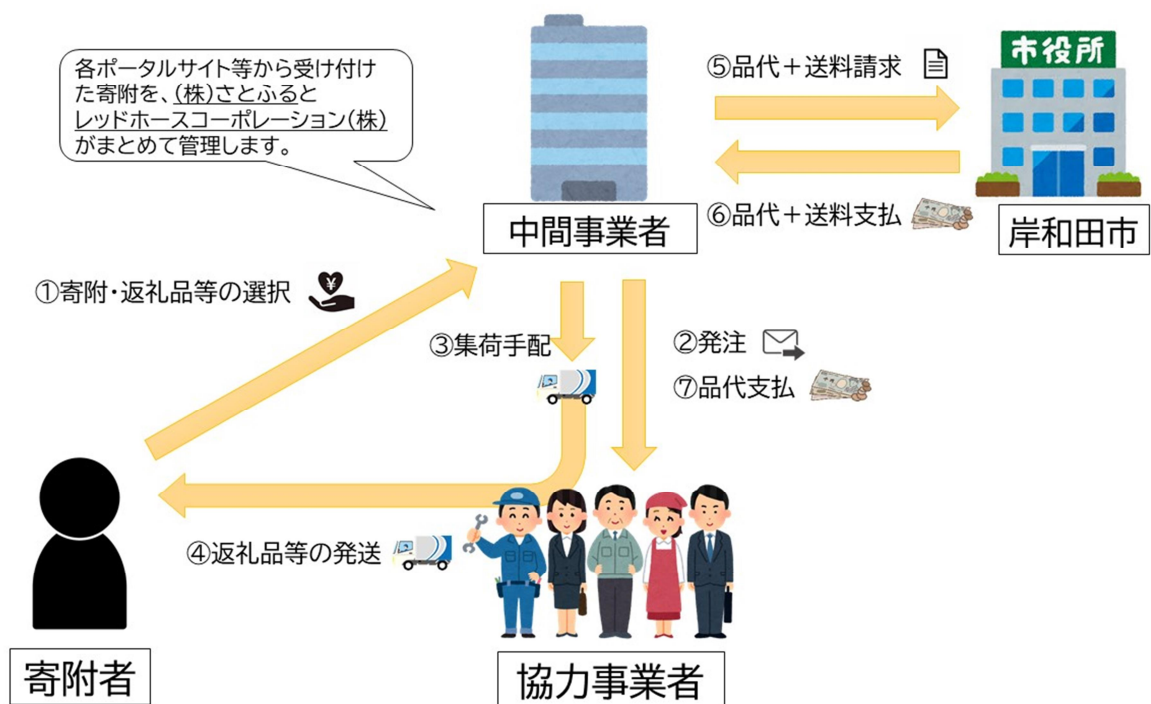 各ポータルサイト等から受け付け
た寄附を、(株)さとふると
レッドホースコーポレーション(株)
がまとめて管理します。
市役所
⑤品代＋送料請求
中間事業者
⑥品代＋送料支払
岸和田市
①寄附・返礼品等の選択
¥
③集荷手配
②発注
⑦品代支払
④返礼品等の発送
寄附者
協力事業者